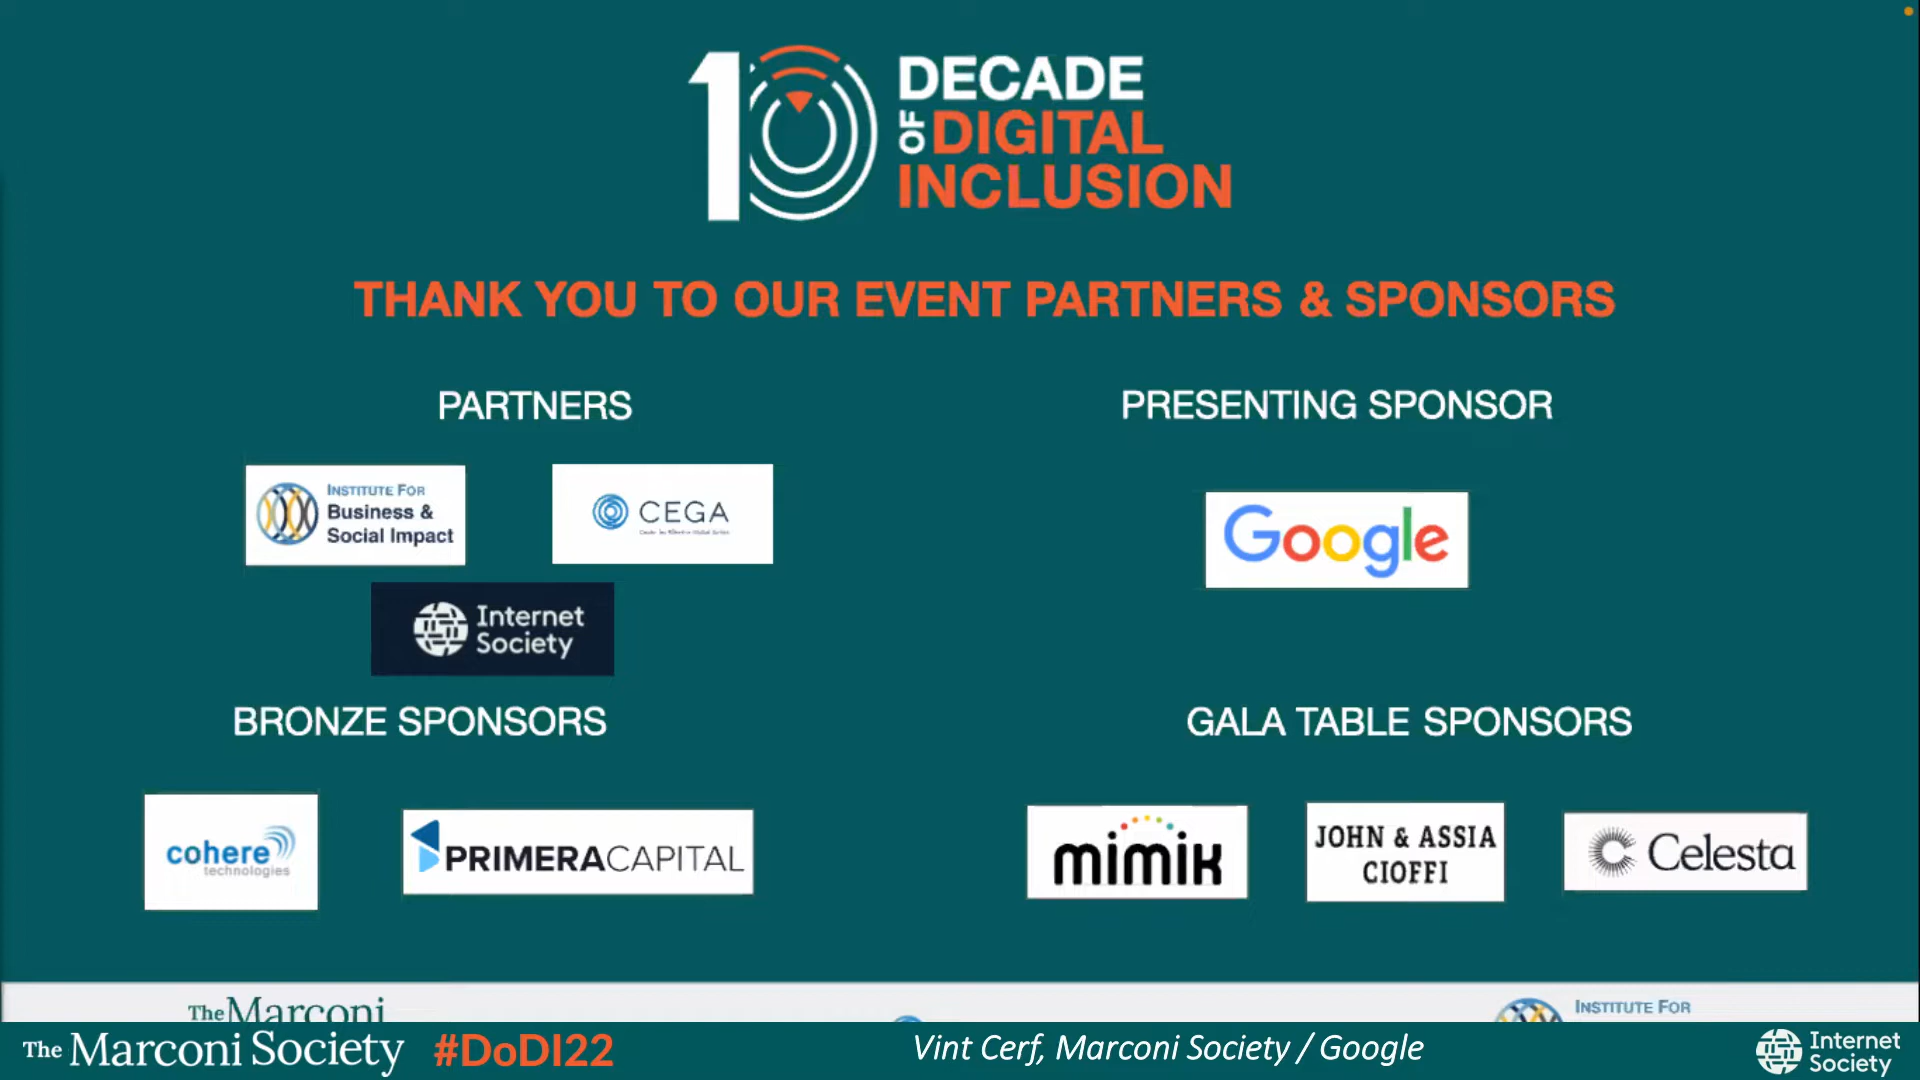 10
DECADE
OF DIGITAL
INCLUSION
THANK YOU TO OUR EVENT PARTNERS & SPONSORS
PARTNERS
INSTITUTE FOR
Business &
Social Impact
CEGA
Internet
Society
PRESENTING SPONSOR
Google
BRONZE SPONSORS
cohere
technologies
PRIMERACAPITAL
GALA TABLE SPONSORS
mimik
JOHN & ASSIA
CIOFFI
Celesta
The Marconi
INSTITUTE FOR
The Marconi Society #DoDI22
Vint Cerf, Marconi Society / Google
Internet
Society